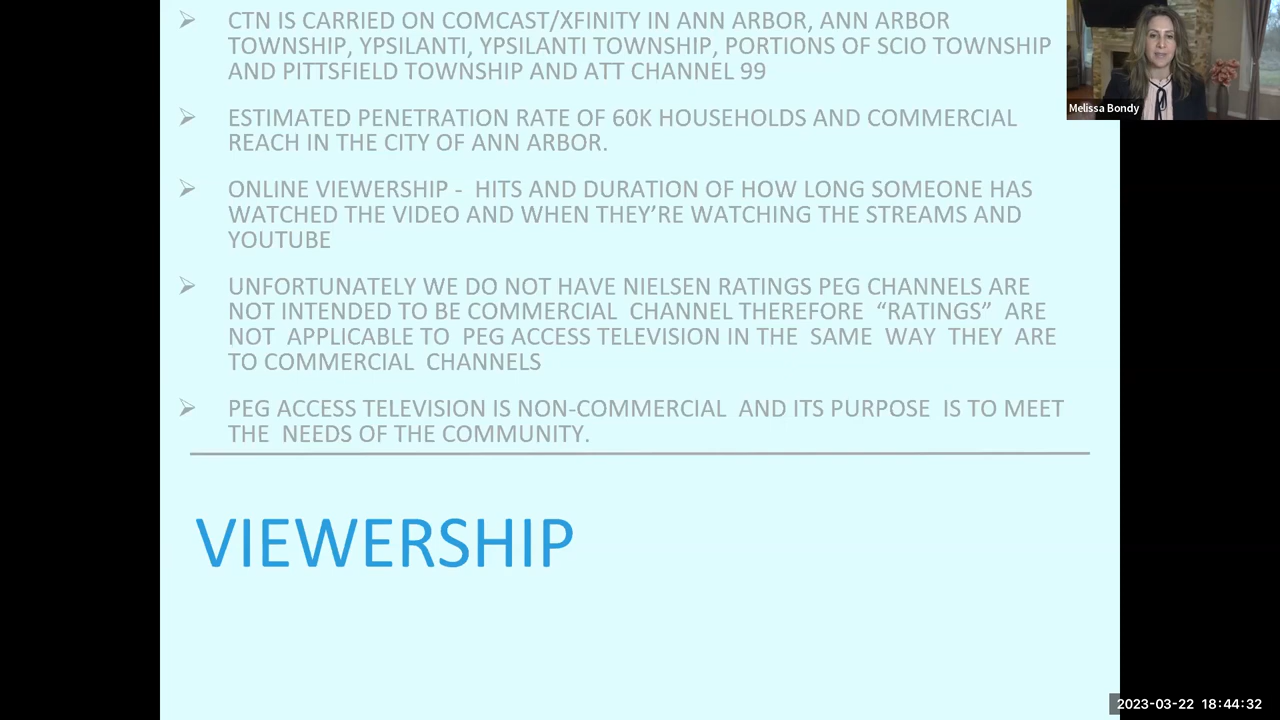 CTN IS CARRIED ON COMCAST/XFINITY IN ANN ARBOR, ANN ARBOR
TOWNSHIP, YPSILANTI, YPSILANTI TOWNSHIP, PORTIONS OF SCIO TOWNSHIP
AND PITTSFIELD TOWNSHIP AND ATT CHANNEL 99
ESTIMATED PENETRATION RATE OF 60K HOUSEHOLDS AND COMMERCIAL
REACH IN THE CITY OF ANN ARBOR.
ONLINE VIEWERSHIP - HITS AND DURATION OF HOW LONG SOMEONE HAS
WATCHED THE VIDEO AND WHEN THEY’RE WATCHING THE STREAMS AND
YOUTUBE
UNFORTUNATELY WE DO NOT HAVE NIELSEN RATINGS PEG CHANNELS ARE
NOT INTENDED TO BE COMMERCIAL CHANNEL THEREFORE “RATINGS” ARE
NOT APPLICABLE TO PEG ACCESS TELEVISION IN THE SAME WAY THEY ARE
TO COMMERCIAL CHANNELS
PEG ACCESS TELEVISION IS NON-COMMERCIAL AND ITS PURPOSE IS TO MEET
THE NEEDS OF THE COMMUNITY.
VIEWERSHIP
Melissa Bondy
2023-03-22 18:44:32